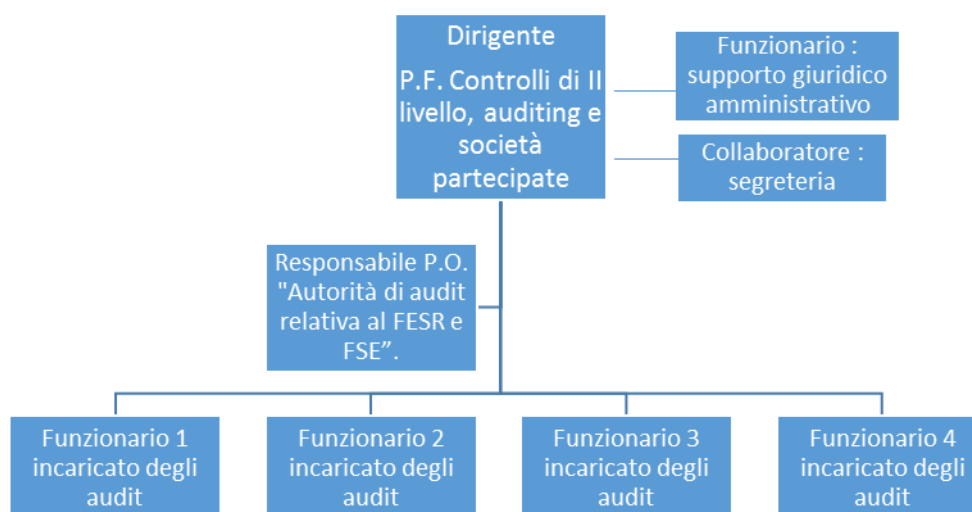 Dirigente
P.F. Controlli di II
livello, auditing e
società
partecipate
Funzionario :
supporto giuridico
amministrativo
Collaboratore :
segreteria
Responsabile P.O.
"Autorità di audit
relativa al FESR e
FSE”.
Funzionario 1
incaricato degli
audit
Funzionario 2
incaricato degli
audit
Funzionario 3
incaricato degli
audit
Funzionario 4
incaricato degli
audit